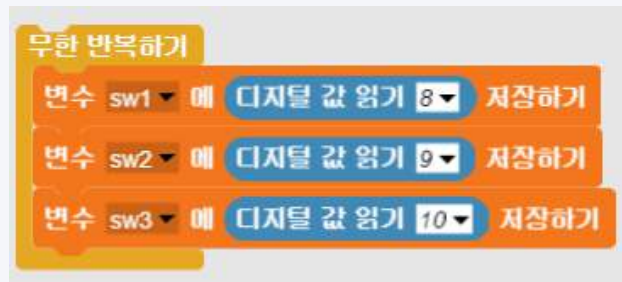 무한 반복하기
변수 sw1 에 디지털 값 읽기 8 저장하기
변수 sw2 에 디지털 값 읽기 9 저장하기
변수 sw3 에 디지털 값 읽기 10 저장하기